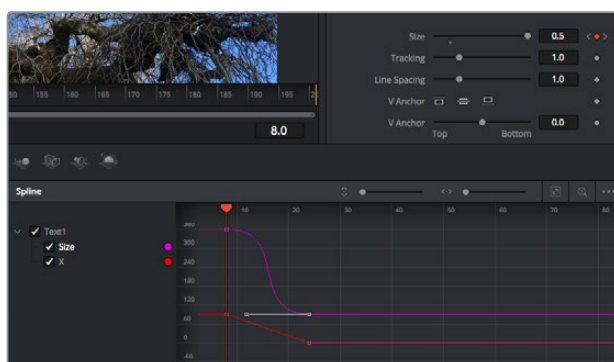 Size 0.5
Tracking 1.0
Line Spacing 1.0
V Anchor
V Anchor 0.0
Top Bottom
50 155 160 165 170 175 180 185 190 195
8.0
Spline
10 20 30 40 50 60 70 80
Text1
Size
X
300
240
180
120
60
0